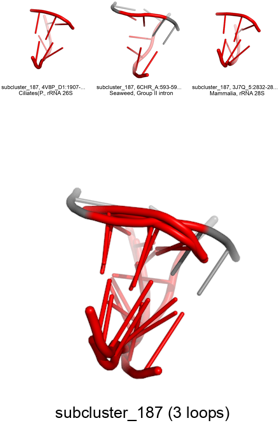 subcluster_187, 4V8P_D1:1907-...
Ciliates(P., rRNA 26S
subcluster_187, 6CHR_A:593-59...
Seaweed, Group II intron
subcluster_187, 3J7Q_5:2832-28...
Mammalia, rRNA 28S
subcluster_187 (3 loops)